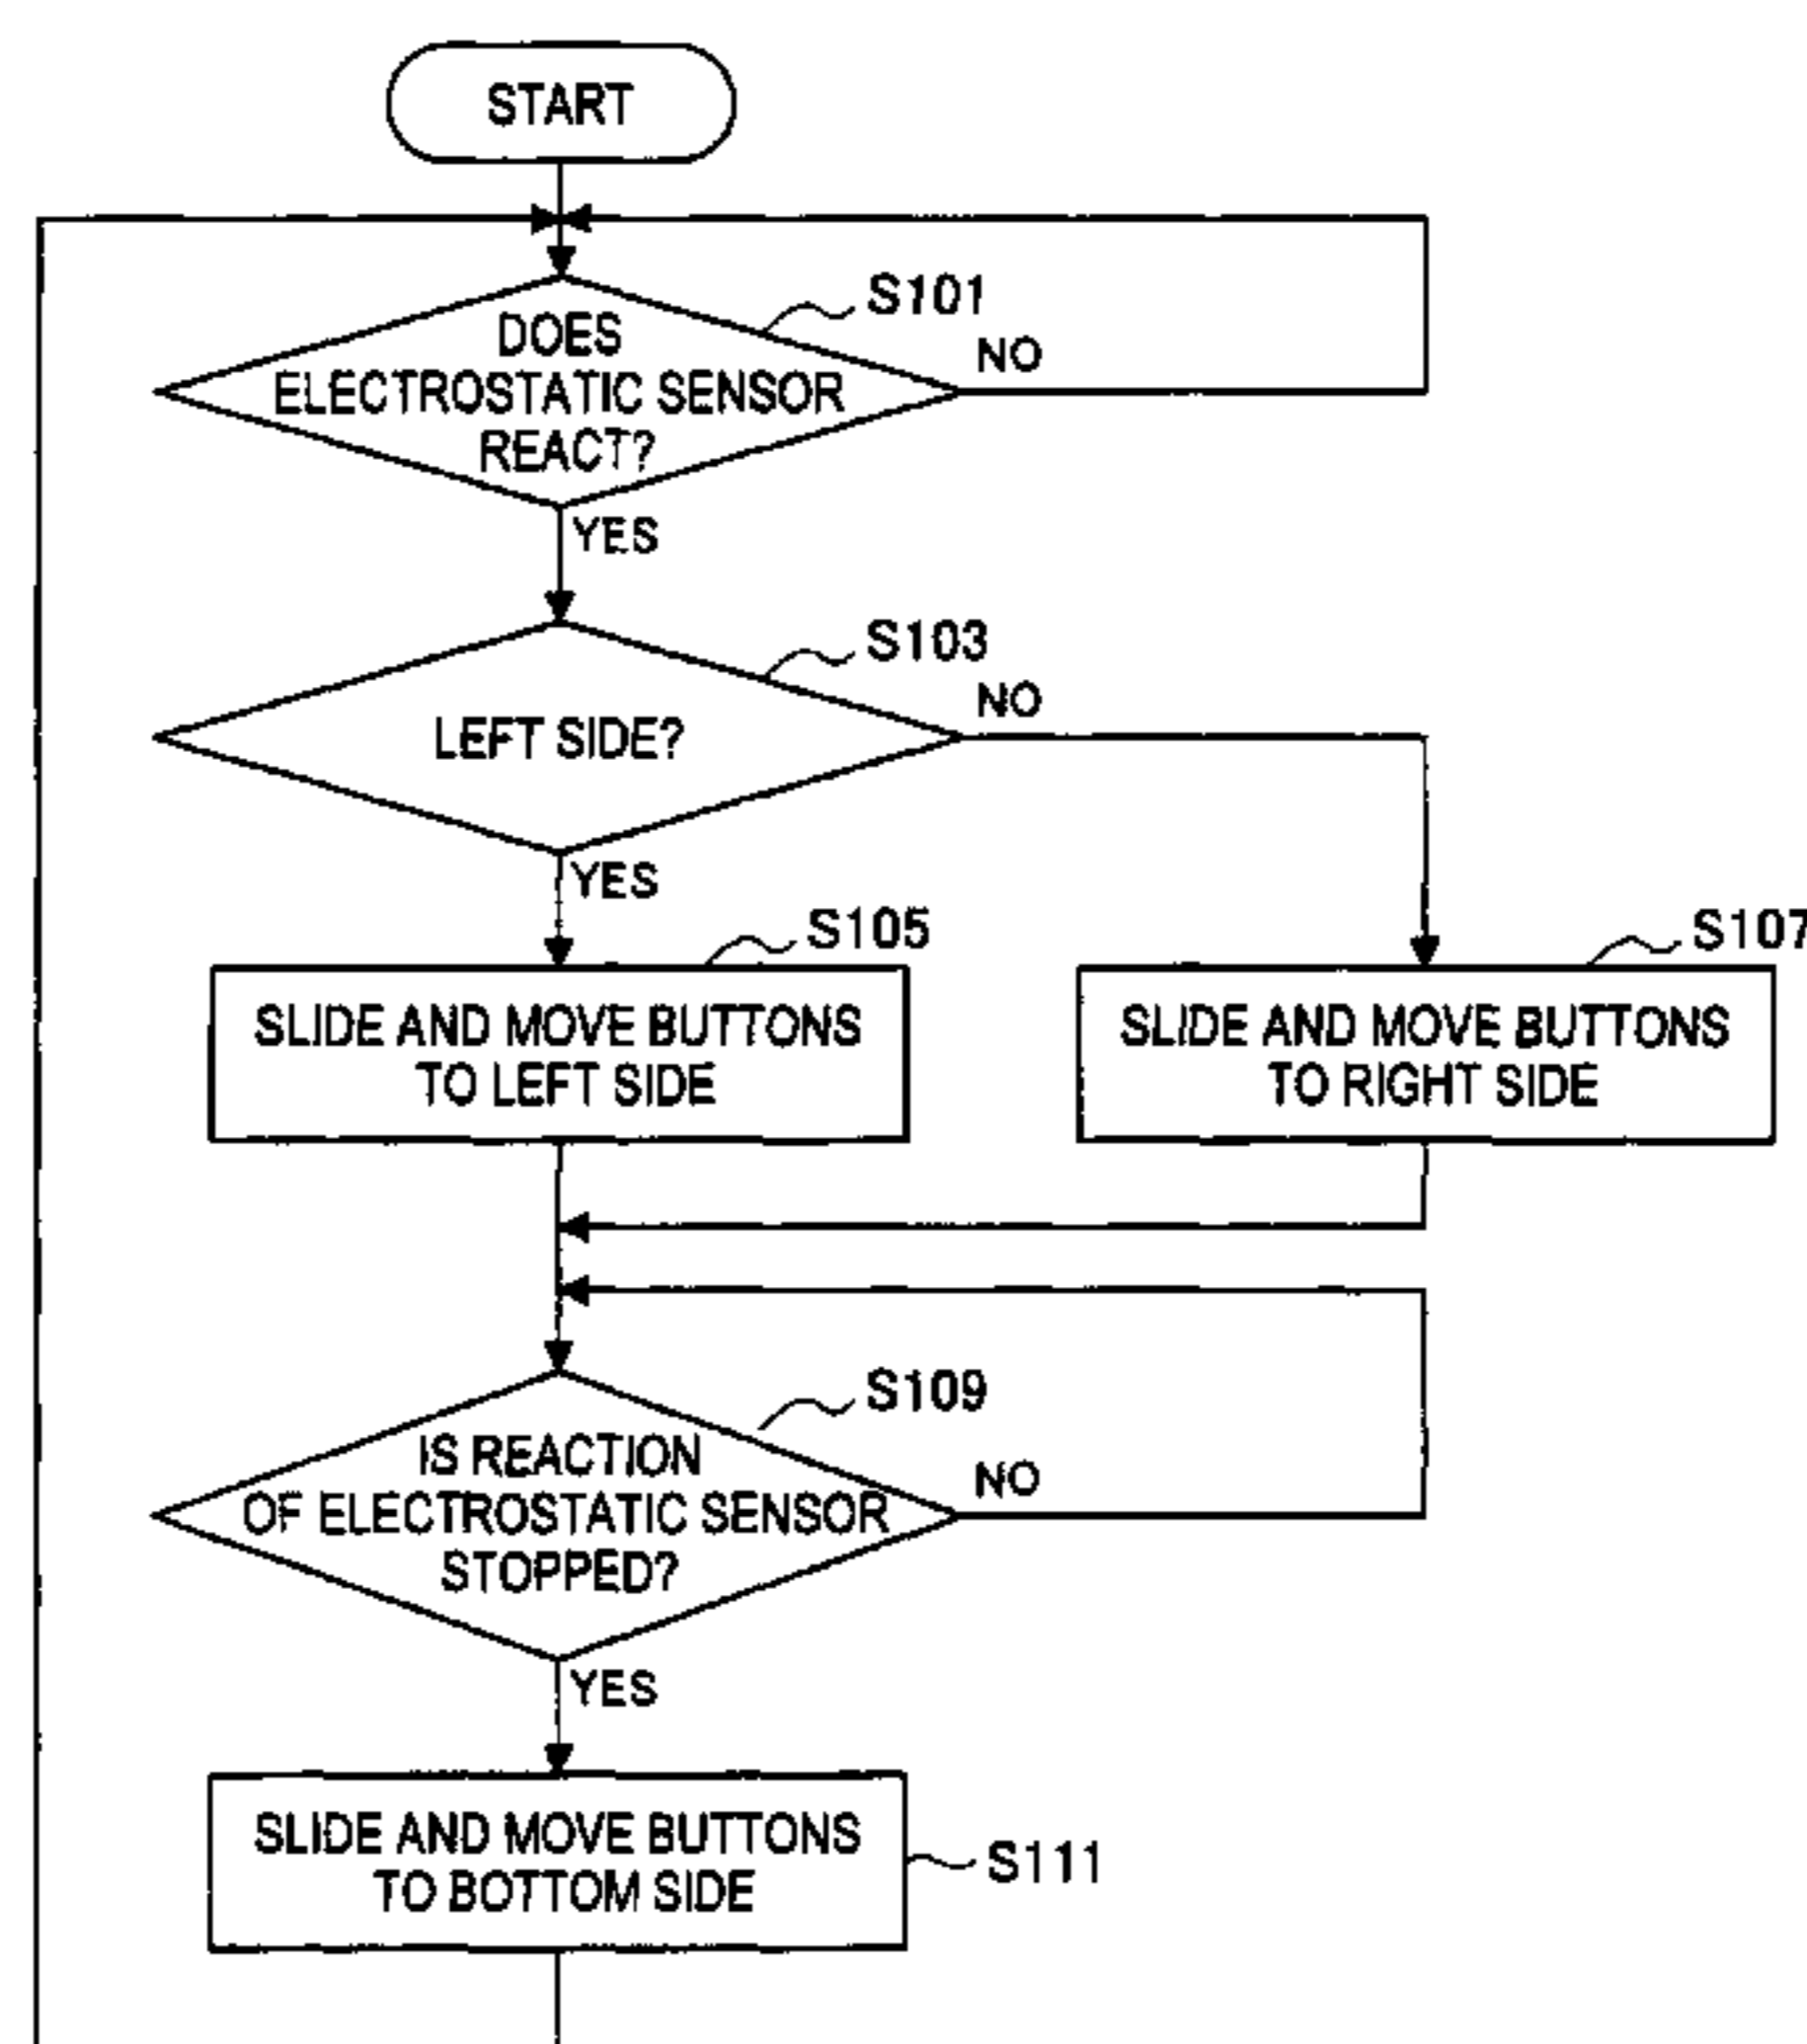 START
S101
DOES
ELECTROSTATIC SENSOR
REACT?
NO
YES
S103
LEFT SIDE?
NO
YES
S105
SLIDE AND MOVE BUTTONS
TO LEFT SIDE
S107
SLIDE AND MOVE BUTTONS
TO RIGHT SIDE
S109
IS REACTION
OF ELECTROSTATIC SENSOR
STOPPED?
NO
YES
SLIDE AND MOVE BUTTONS
TO BOTTOM SIDE
S111